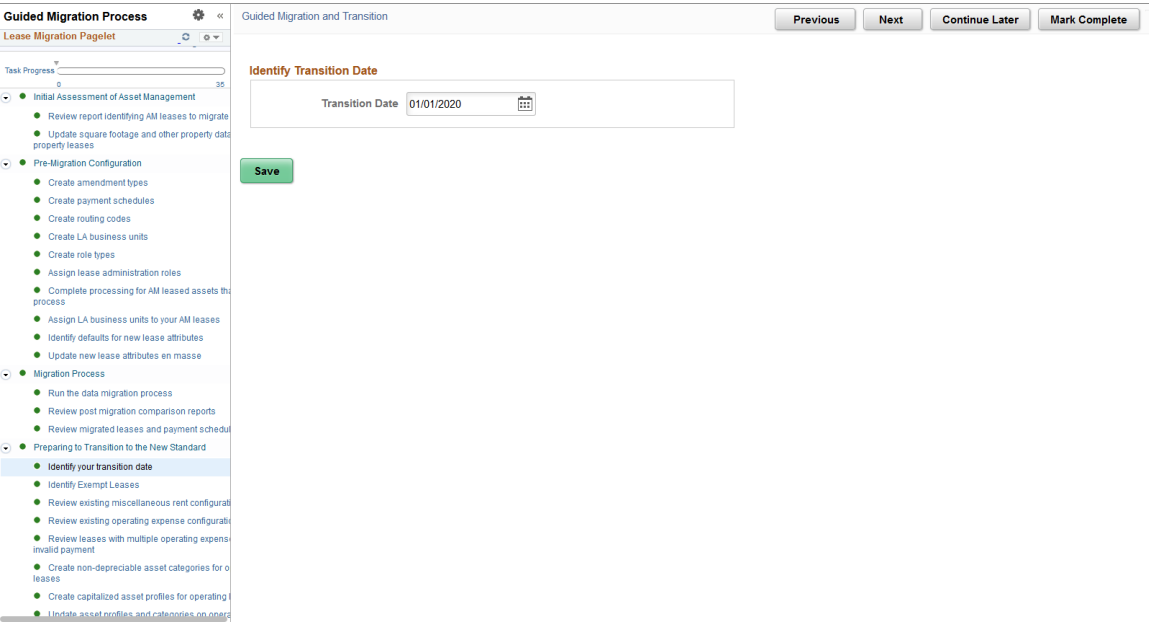 Guided Migration Process «
Lease Migration Pagelet
Task Progress
0 35
Initial Assessment of Asset Management
Review report identifying AM leases to migrate
Update square footage and other property data
property leases
Pre-Migration Configuration
Create amendment types
Create payment schedules
Create routing codes
Create LA business units
Create role types
Assign lease administration roles
Complete processing for AM leased assets tha
process
Assign LA business units to your AM leases
Identify defaults for new lease attributes
Update new lease attributes en masse
Migration Process
Run the data migration process
Review post migration comparison reports
Review migrated leases and payment schedul
Preparing to Transition to the New Standard
Identify your transition date
Identify Exempt Leases
Review existing miscellaneous rent configurati
Review existing operating expense configuratio
Review leases with multiple operating expens
invalid payment
Create non-depreciable asset categories for o
leases
Create capitalized asset profiles for operating l
Update asset profiles and categories on opera
Guided Migration and Transition
Previous Next Continue Later Mark Complete
Identify Transition Date
Transition Date 01/01/2020
Save